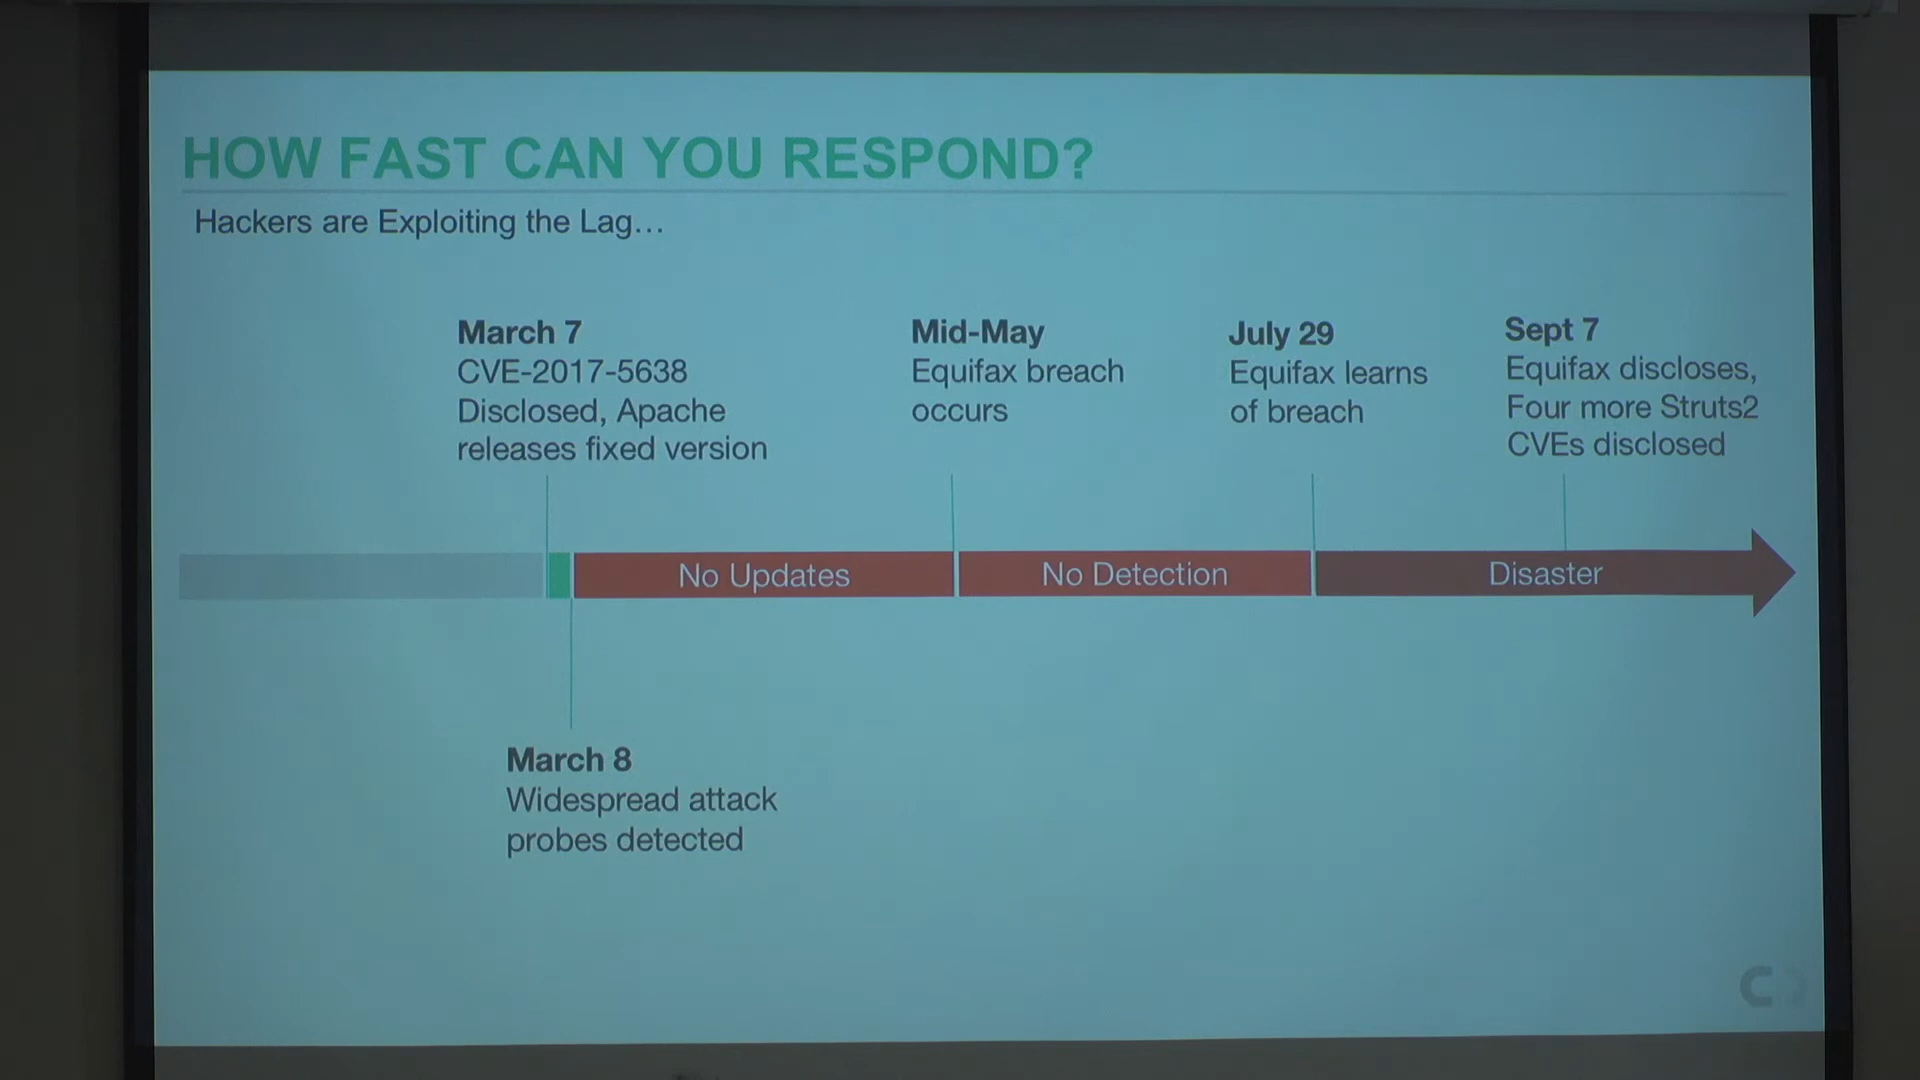 HOW FAST CAN YOU RESPOND?
Hackers are Exploiting the Lag...
March 7
CVE-2017-5638
Disclosed, Apache
releases fixed version
Mid-May
Equifax breach
occurs
July 29
Equifax learns
of breach
Sept 7
Equifax discloses,
Four more Struts2
CVEs disclosed
No Updates
No Detection
Disaster
March 8
Widespread attack
probes detected